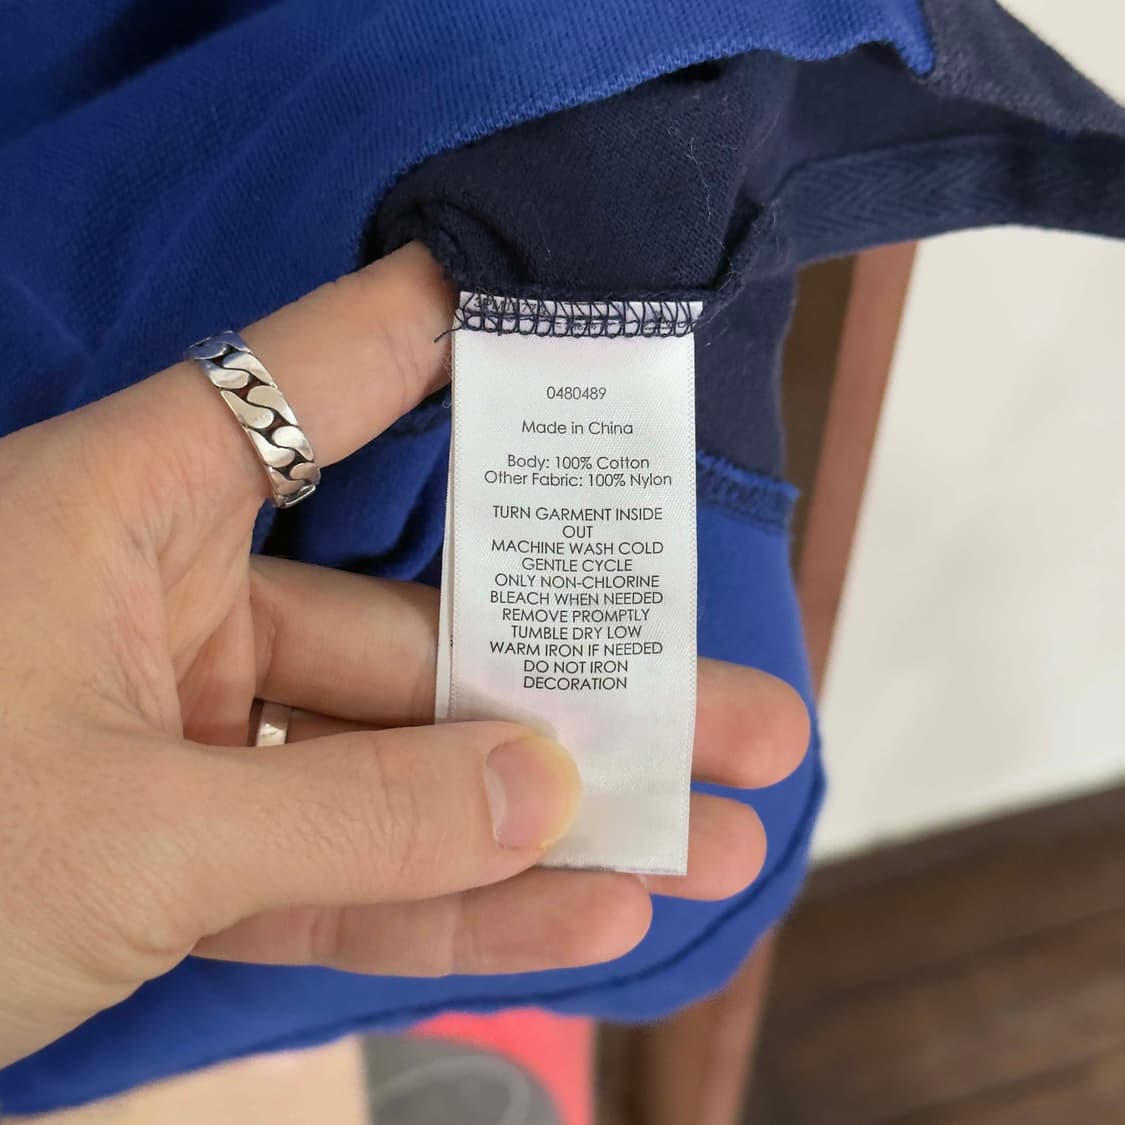 0480489
Made in China
Body: 100% Cotton
Other Fabric: 100% Nylon
TURN GARMENT INSIDE
OUT
MACHINE WASH COLD
GENTLE CYCLE
ONLY NON-CHLORINE
BLEACH WHEN NEEDED
REMOVE PROMPTLY
TUMBLE DRY LOW
WARM IRON IF NEEDED
DO NOT IRON
DECORATION